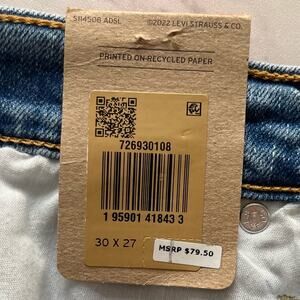 S114508 ADSL
©2022 LEVI STRAUSS & CO.
PRINTED ON RECYCLED PAPER
726930108
1 95901 41843 3
30 X 27
MSRP $79.50